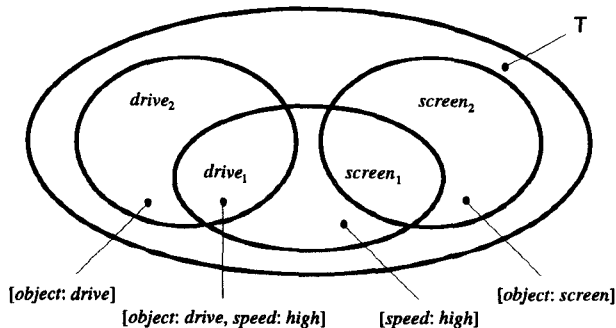 T
drive₂
screen₂
drive₁
screen₁
[object: drive]
[object: drive, speed: high]
[speed: high]
[object: screen]